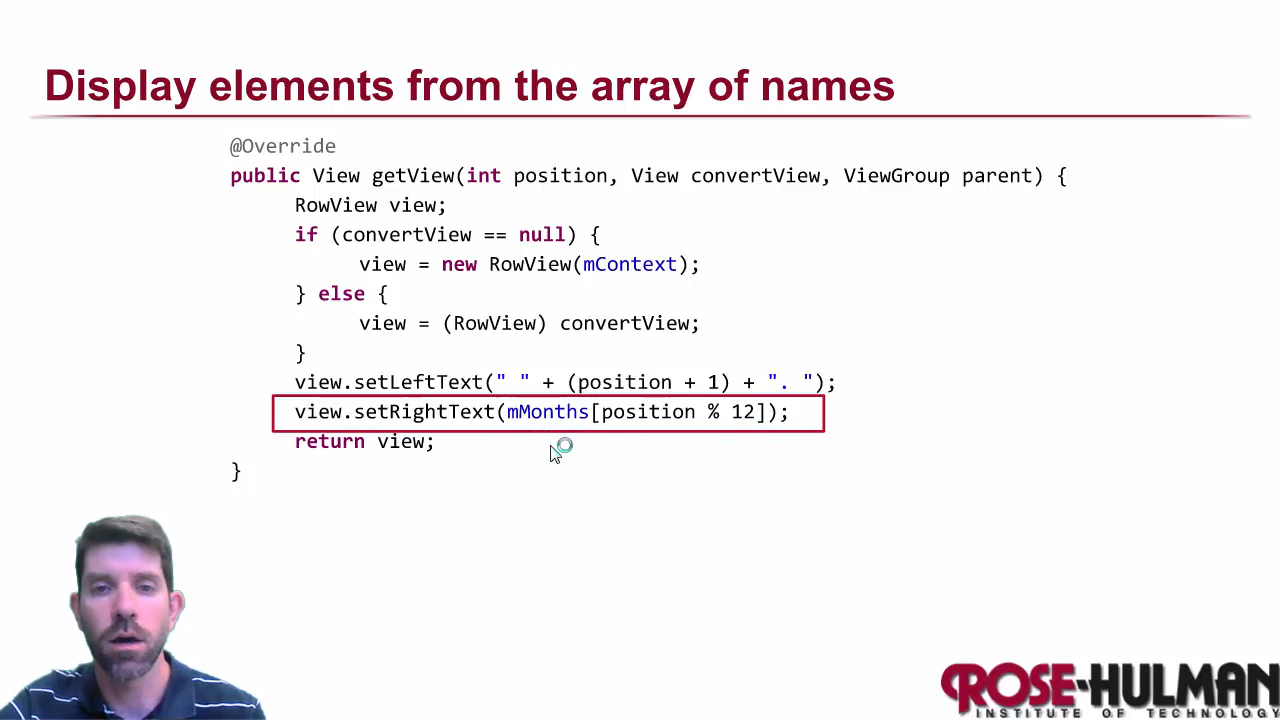 Display elements from the array of names
@Override
public View getView(int position, View convertView, ViewGroup parent) {
RowView view;
if (convertView == null) {
view = new RowView(mContext);
} else {
view = (RowView) convertView;
}
view.setLeftText(" " + (position + 1) + ". ");
view.setRightText(mMonths[position % 12]);
return view;
}
ROSE-HULMAN
INSTITUTE OF TECHNOLOGY